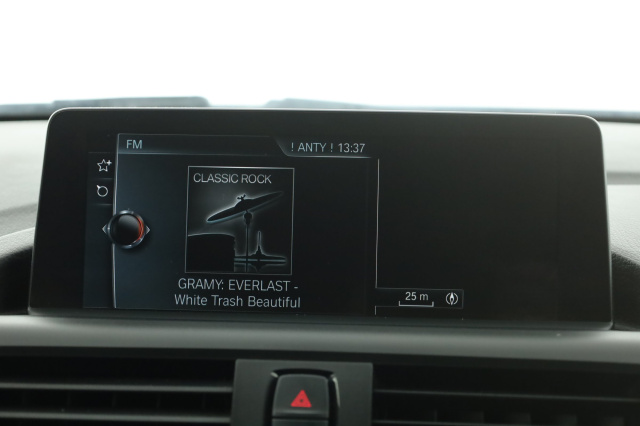 FM
! ANTY ! 13:37
CLASSIC ROCK
GRAMY: EVERLAST -
White Trash Beautiful
25 m